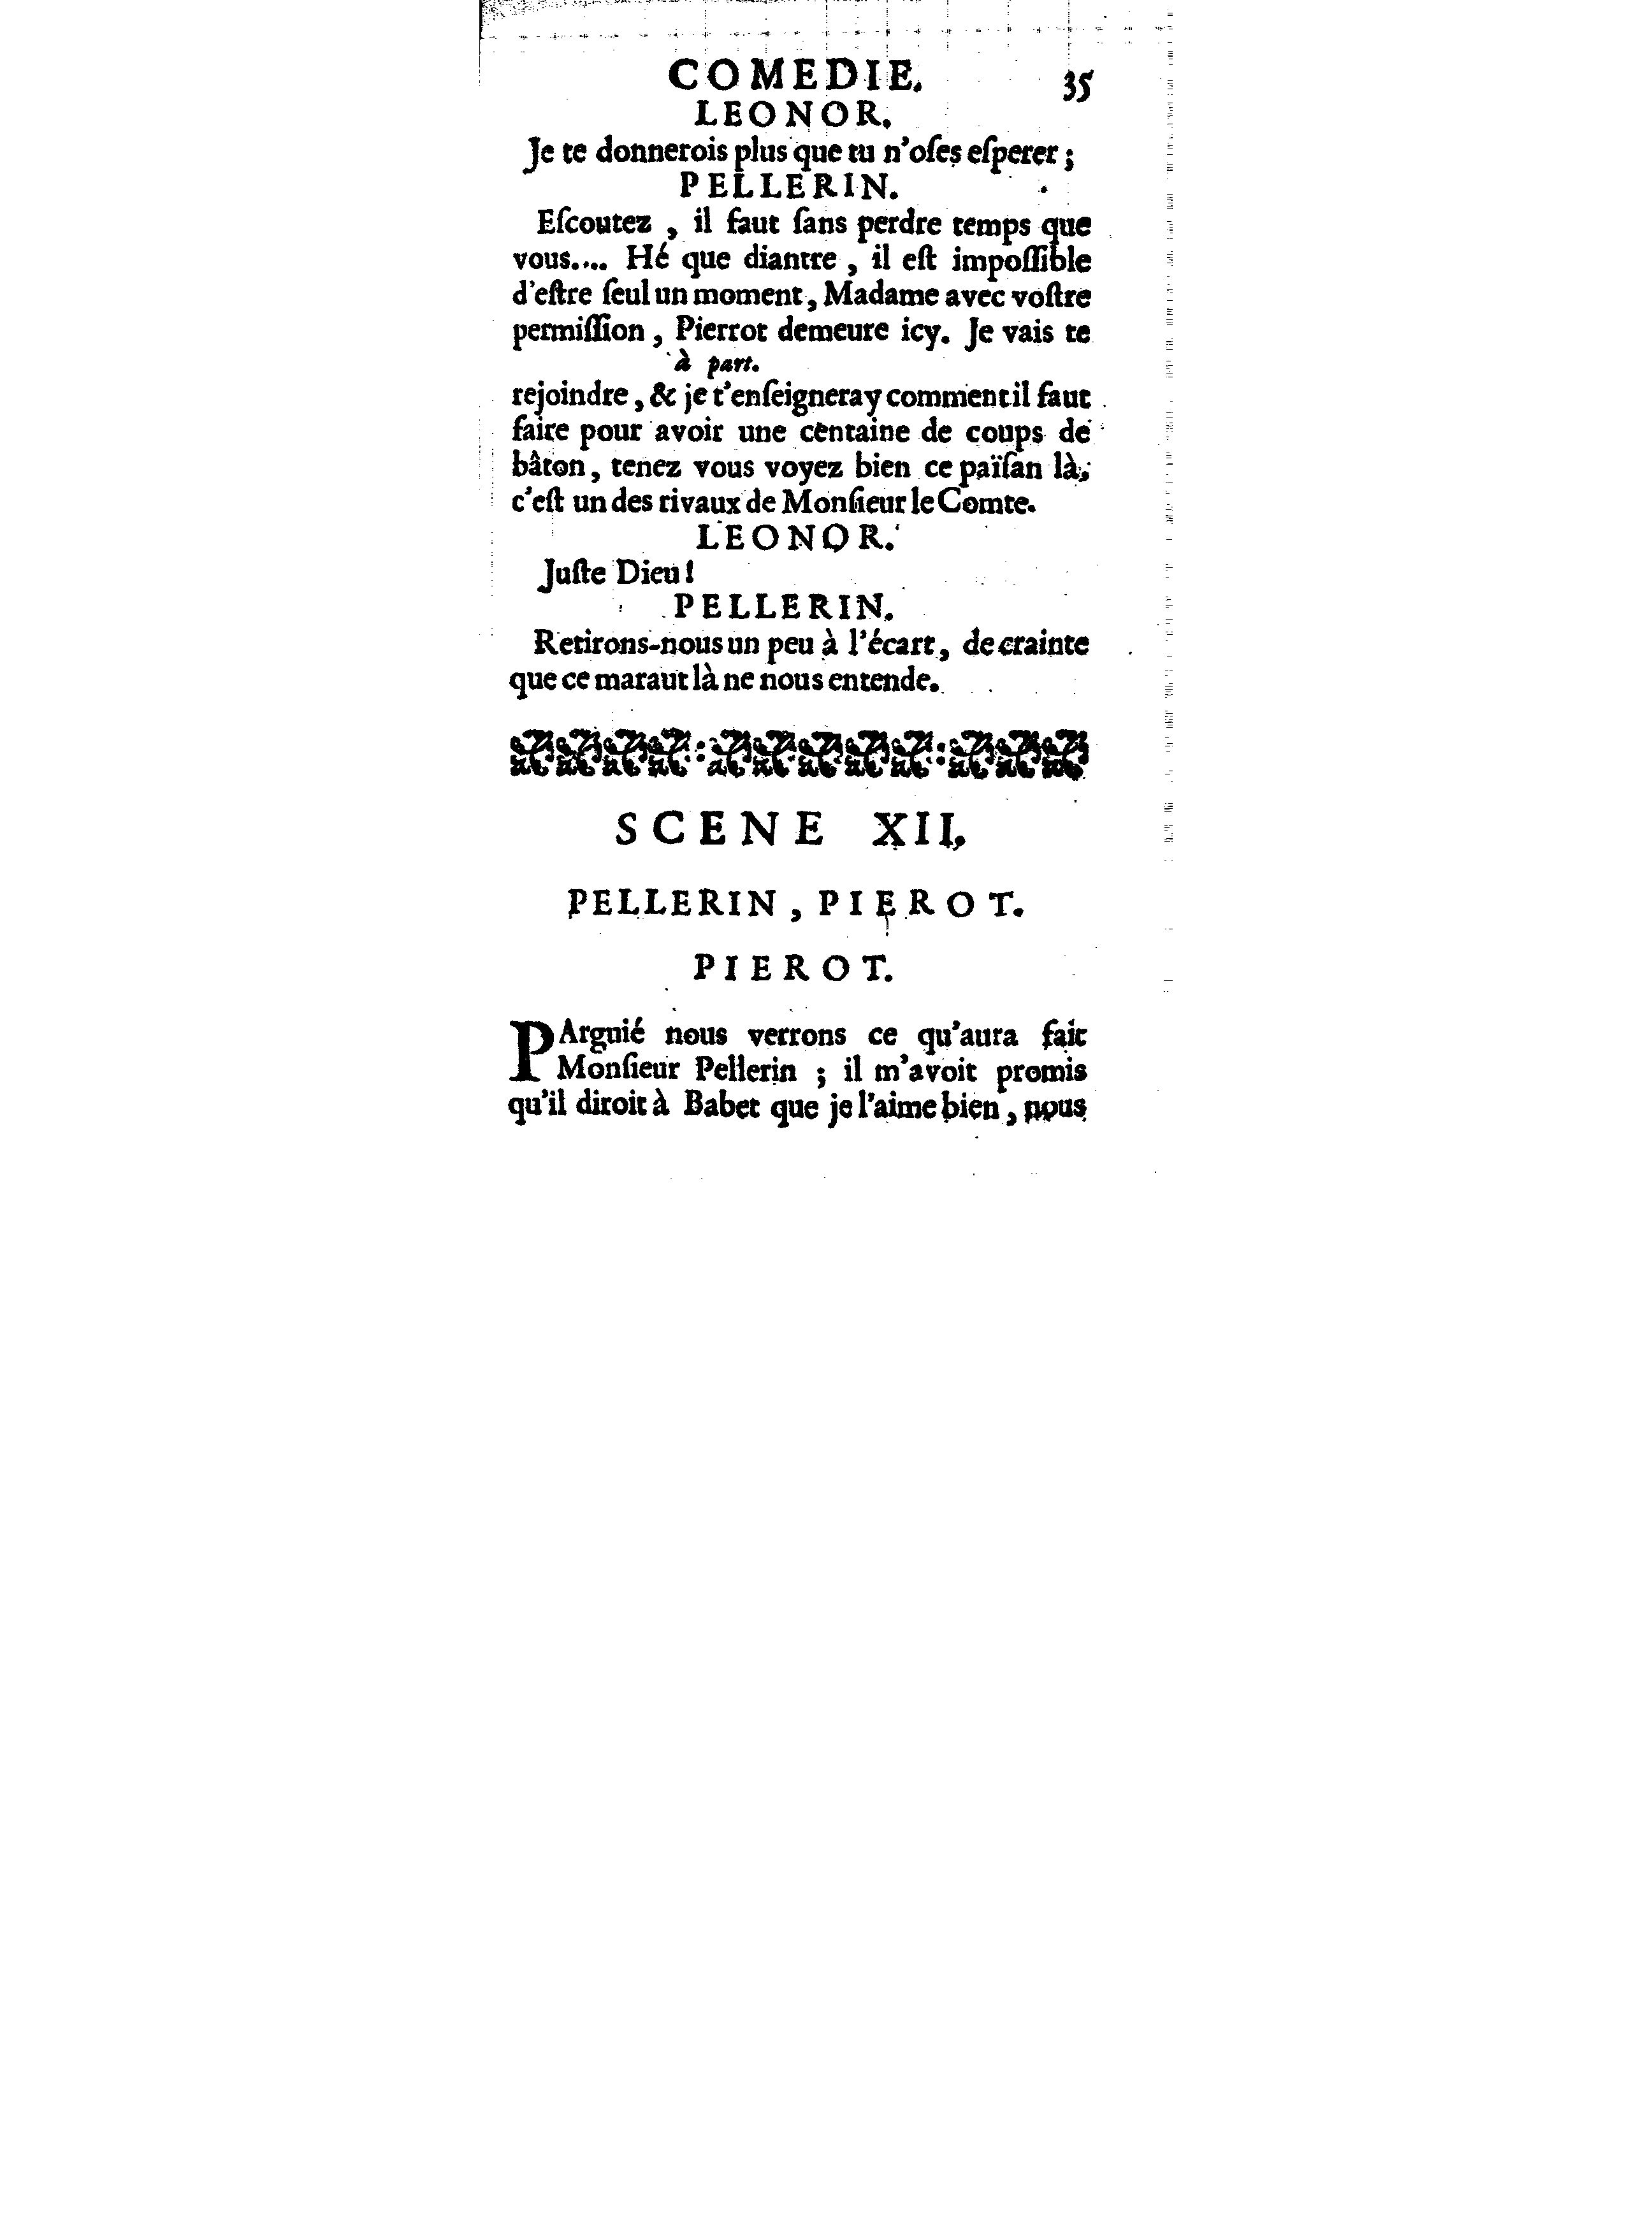 COMEDIE. 35
LEONOR.
Je te donnerois plus que tu n'oſes eſperer ;
PELLERIN.
Eſcoutez , il faut ſans perdre temps que
vous.... Hé que diantre , il eſt impoſſible
d'eſtre ſeul un moment, Madame avec voſtre
permiſſion , Pierrot demeure icy. Je vais te
à part.
rejoindre , & je t'enſeigneray comment il faut
faire pour avoir une centaine de coups de
bâton , tenez vous voyez bien ce païſan là;
c'eſt un des rivaux de Monſieur le Comte.
LEONOR.
Juſte Dieu !
PELLERIN.
Retirons-nous un peu à l'écart, de crainte
que ce maraut là ne nous entende.
SCENE XII.
PELLERIN , PIEROT.
PIEROT.
PArguié nous verrons ce qu'aura fait
Monſieur Pellerin ; il m'avoit promis
qu'il diroit à Babet que je l'aime bien , nous